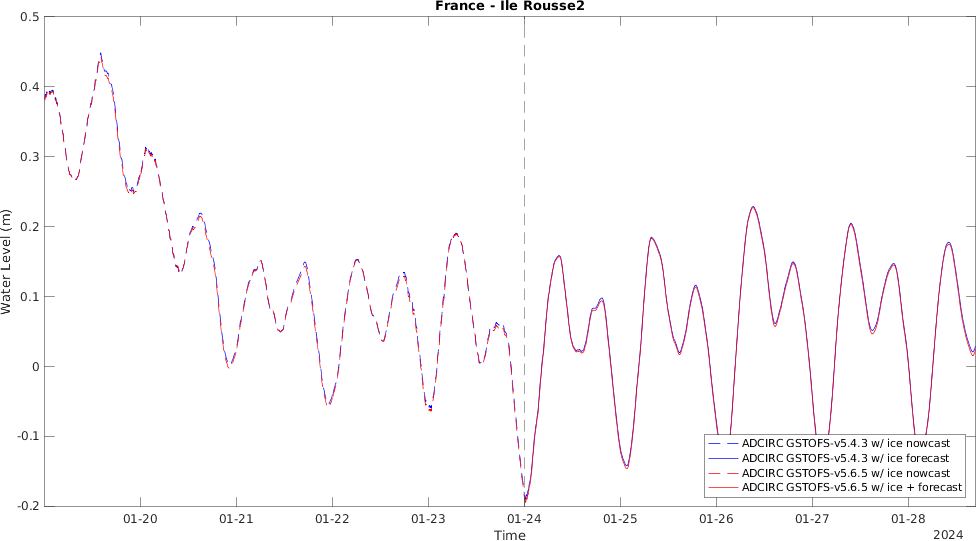 France - Ile Rousse2
0.5
0.4
0.3
0.2
0.1
0
-0.1
-0.2
Water Level (m)
01-20 01-21 01-22 01-23 01-24 01-25 01-26 01-27 01-28
Time
2024
ADCIRC GSTOFS-v5.4.3 w/ ice nowcast
ADCIRC GSTOFS-v5.4.3 w/ ice forecast
ADCIRC GSTOFS-v5.6.5 w/ ice nowcast
ADCIRC GSTOFS-v5.6.5 w/ ice + forecast